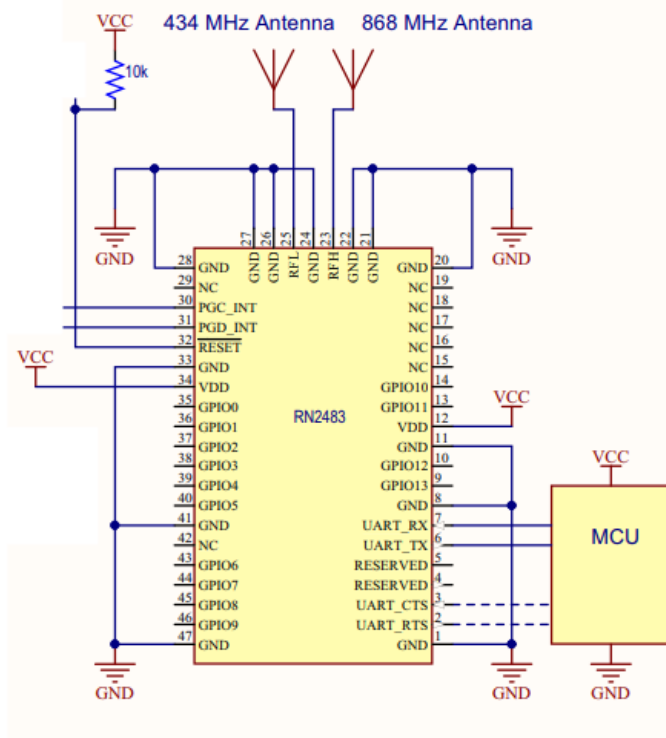 VCC
434 MHz Antenna
868 MHz Antenna
10k
GND
GND
27
26
25
24
23
22
21
GND
GND
RFL
GND
RFH
GND
GND
28 GND
29 NC
30 PGC_INT
31 PGD_INT
32 RESET
33 GND
34 VDD
35 GPIO0
36 GPIO1
37 GPIO2
38 GPIO3
39 GPIO4
40 GPIO5
41 GND
42 NC
43 GPIO6
44 GPIO7
45 GPIO8
46 GPIO9
47 GND
VCC
GND
RN2483
GND 20
NC 19
NC 18
NC 17
NC 16
NC 15
GPIO10 14
GPIO11 13
VDD 12
GND 11
GPIO12 10
GPIO13 9
GND 8
UART_RX 7
UART_TX 6
RESERVED 5
RESERVED 4
UART_CTS 3
UART_RTS 2
GND 1
VCC
GND
VCC
MCU
GND